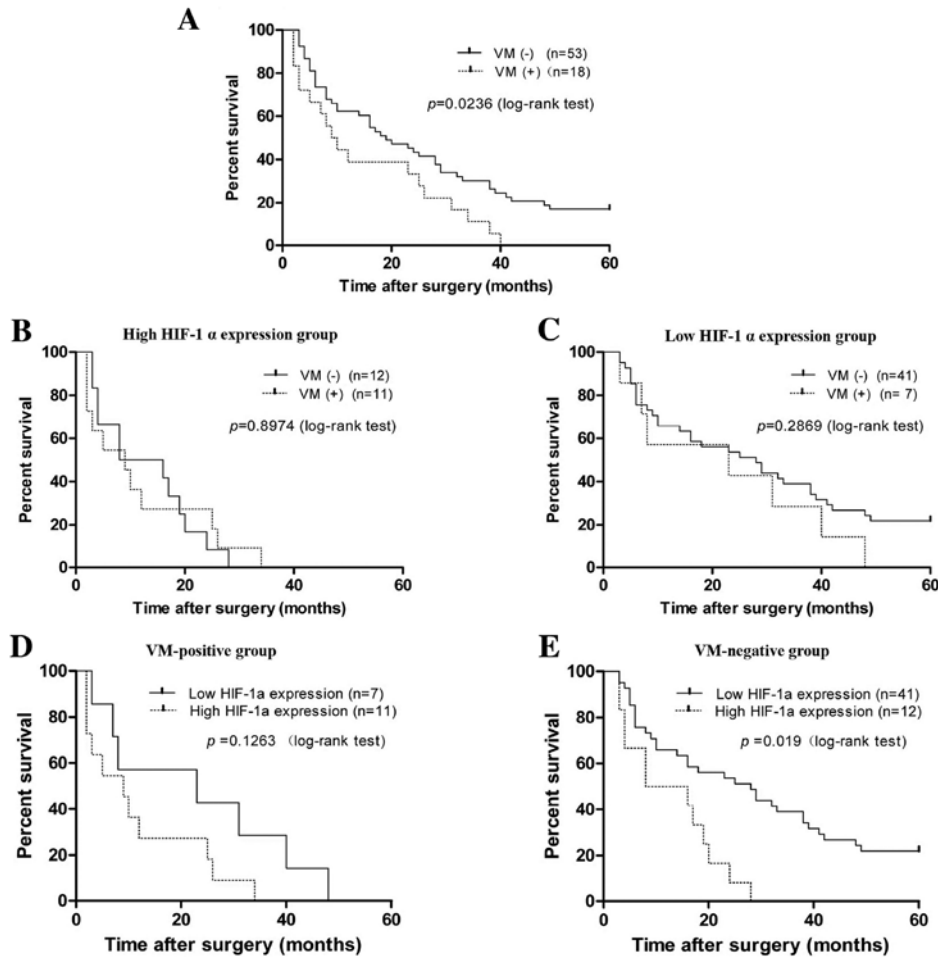 A
VM (-) (n=53)
VM (+) (n=18)
p=0.0236 (log-rank test)
Percent survival
100
80
60
40
20
0
0 20 40 60
Time after surgery (months)
B
High HIF-1 α expression group
VM (-) (n=12)
VM (+) (n=11)
p=0.8974 (log-rank test)
Percent survival
100
80
60
40
20
0
0 20 40 60
Time after surgery (months)
C
Low HIF-1 α expression group
VM (-) (n=41)
VM (+) (n= 7)
p=0.2869 (log-rank test)
Percent survival
100
80
60
40
20
0
0 20 40 60
Time after surgery (months)
D
VM-positive group
Low HIF-1a expression (n=7)
High HIF-1a expression (n=11)
p =0.1263 (log-rank test)
Percent survival
100
80
60
40
20
0
0 20 40 60
Time after surgery (months)
E
VM-negative group
Low HIF-1a expression (n=41)
High HIF-1a expression (n=12)
p =0.019 (log-rank test)
Percent survival
100
80
60
40
20
0
0 20 40 60
Time after surgery (months)